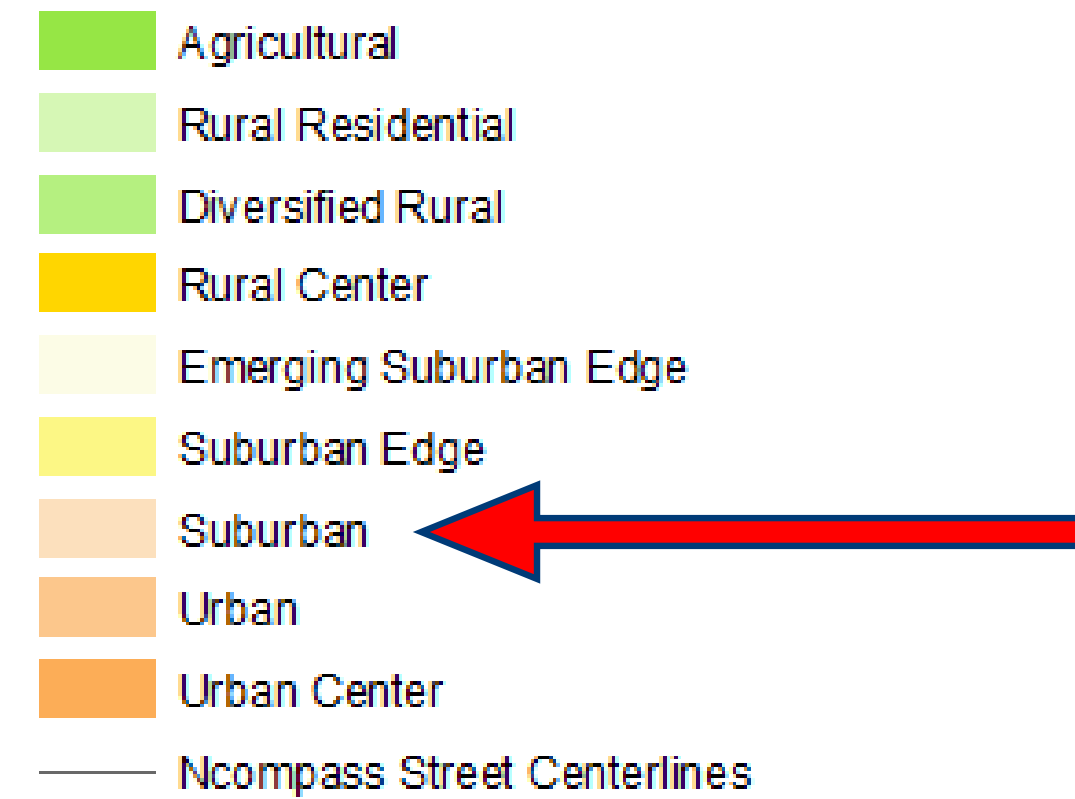 Agricultural
Rural Residential
Diversified Rural
Rural Center
Emerging Suburban Edge
Suburban Edge
Suburban
Urban
Urban Center
Ncompass Street Centerlines